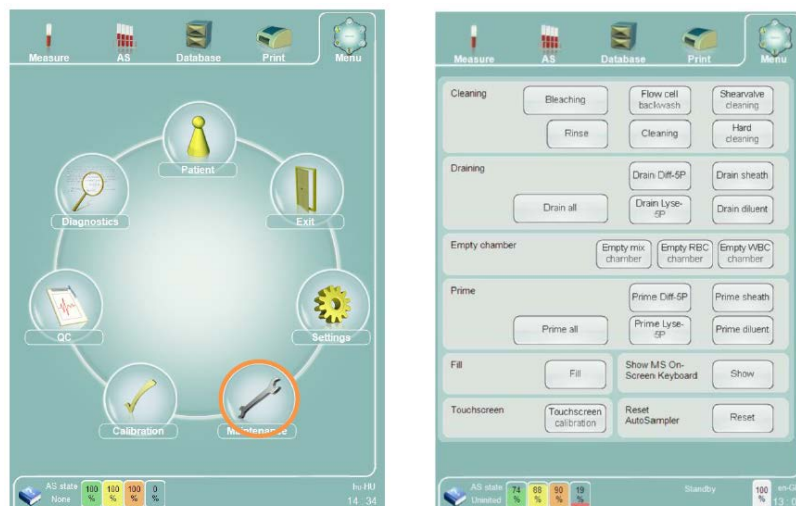 Measure AS Database Print Menu
Patient
Diagnostics
Exit
QC
Settings
Calibration
Maintenance
AS state
None
100 % 100 % 100 % 0 %
hu-HU
14 : 34
Measure AS Database Print Menu
Cleaning
Bleaching
Flow cell backwash
Shearvalve cleaning
Rinse
Cleaning
Hard cleaning
Draining
Drain Diff-5P
Drain sheath
Drain all
Drain Lyse-5P
Drain diluent
Empty chamber
Empty mix chamber
Empty RBC chamber
Empty WBC chamber
Prime
Prime Diff-5P
Prime sheath
Prime all
Prime Lyse-5P
Prime diluent
Fill
Fill
Show MS On-Screen Keyboard
Show
Touchscreen
Touchscreen calibration
Reset AutoSampler
Reset
AS state
Uninited
74 % 68 % 90 % 19 %
Standby
100 %